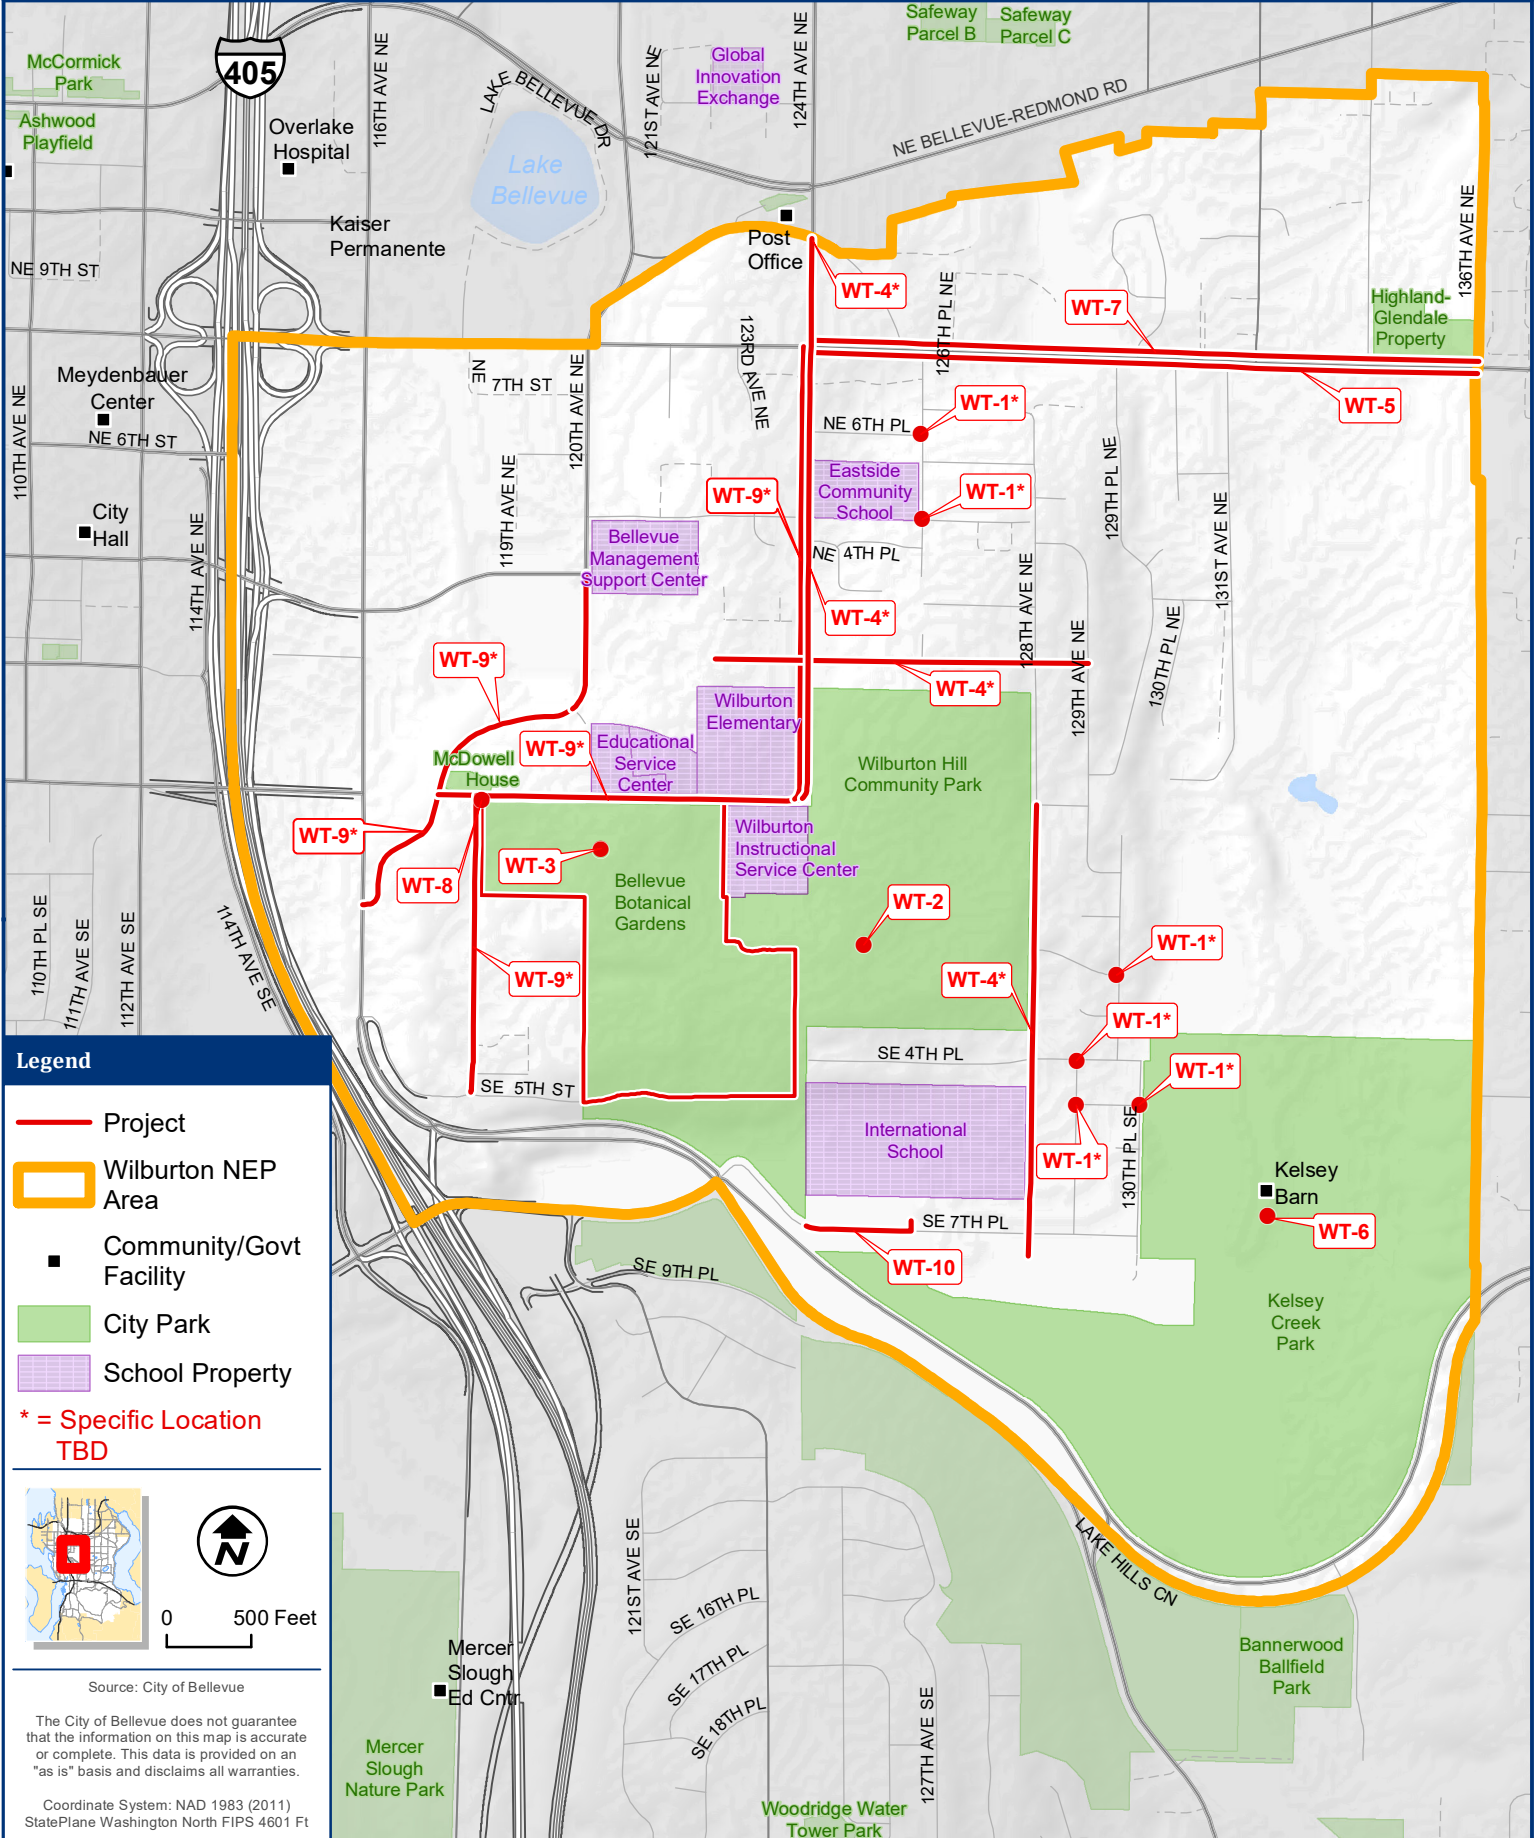 Safeway
Parcel B
Safeway
Parcel C
McCormick
Park
405
116TH AVE NE
LAKE BELLEVUE DR
121ST AVE NE
Global
Innovation
Exchange
124TH AVE NE
NE BELLEVUE-REDMOND RD
Ashwood
Playfield
Overlake
Hospital
Lake
Bellevue
Kaiser
Permanente
Post
Office
136TH AVE NE
NE 9TH ST
WT-4*
126TH PL NE
WT-7
Highland-
Glendale
Property
123RD AVE NE
Meydenbauer
Center
NE 7TH ST
120TH AVE NE
WT-1*
WT-5
110TH AVE NE
NE 6TH ST
NE 6TH PL
119TH AVE NE
WT-9*
Eastside
Community
School
WT-1*
129TH PL NE
131ST AVE NE
City
Hall
114TH AVE NE
Bellevue
Management
Support Center
NE 4TH PL
128TH AVE NE
WT-4*
129TH AVE NE
130TH PL NE
WT-9*
WT-4*
Wilburton
Elementary
McDowell
House
WT-9*
Educational
Service
Center
Wilburton Hill
Community Park
WT-9*
WT-8
WT-3
Wilburton
Instructional
Service Center
Bellevue
Botanical
Gardens
WT-2
110TH PL SE
111TH AVE SE
112TH AVE SE
114TH AVE SE
WT-9*
WT-4*
WT-1*
WT-1*
SE 4TH PL
WT-1*
SE 5TH ST
International
School
WT-1*
130TH PL SE
Kelsey
Barn
WT-6
SE 7TH PL
WT-10
SE 9TH PL
Kelsey
Creek
Park
Legend
Project
Wilburton NEP
Area
Community/Govt
Facility
City Park
School Property
* = Specific Location
TBD
N
0 500 Feet
Source: City of Bellevue
The City of Bellevue does not guarantee
that the information on this map is accurate
or complete. This data is provided on an
"as is" basis and disclaims all warranties.
Coordinate System: NAD 1983 (2011)
StatePlane Washington North FIPS 4601 Ft
121ST AVE SE
SE 16TH PL
SE 17TH PL
SE 18TH PL
LAKE HILLS CN
Mercer
Slough
Ed Cntr
127TH AVE SE
Bannerwood
Ballfield
Park
Mercer
Slough
Nature Park
Woodridge Water
Tower Park